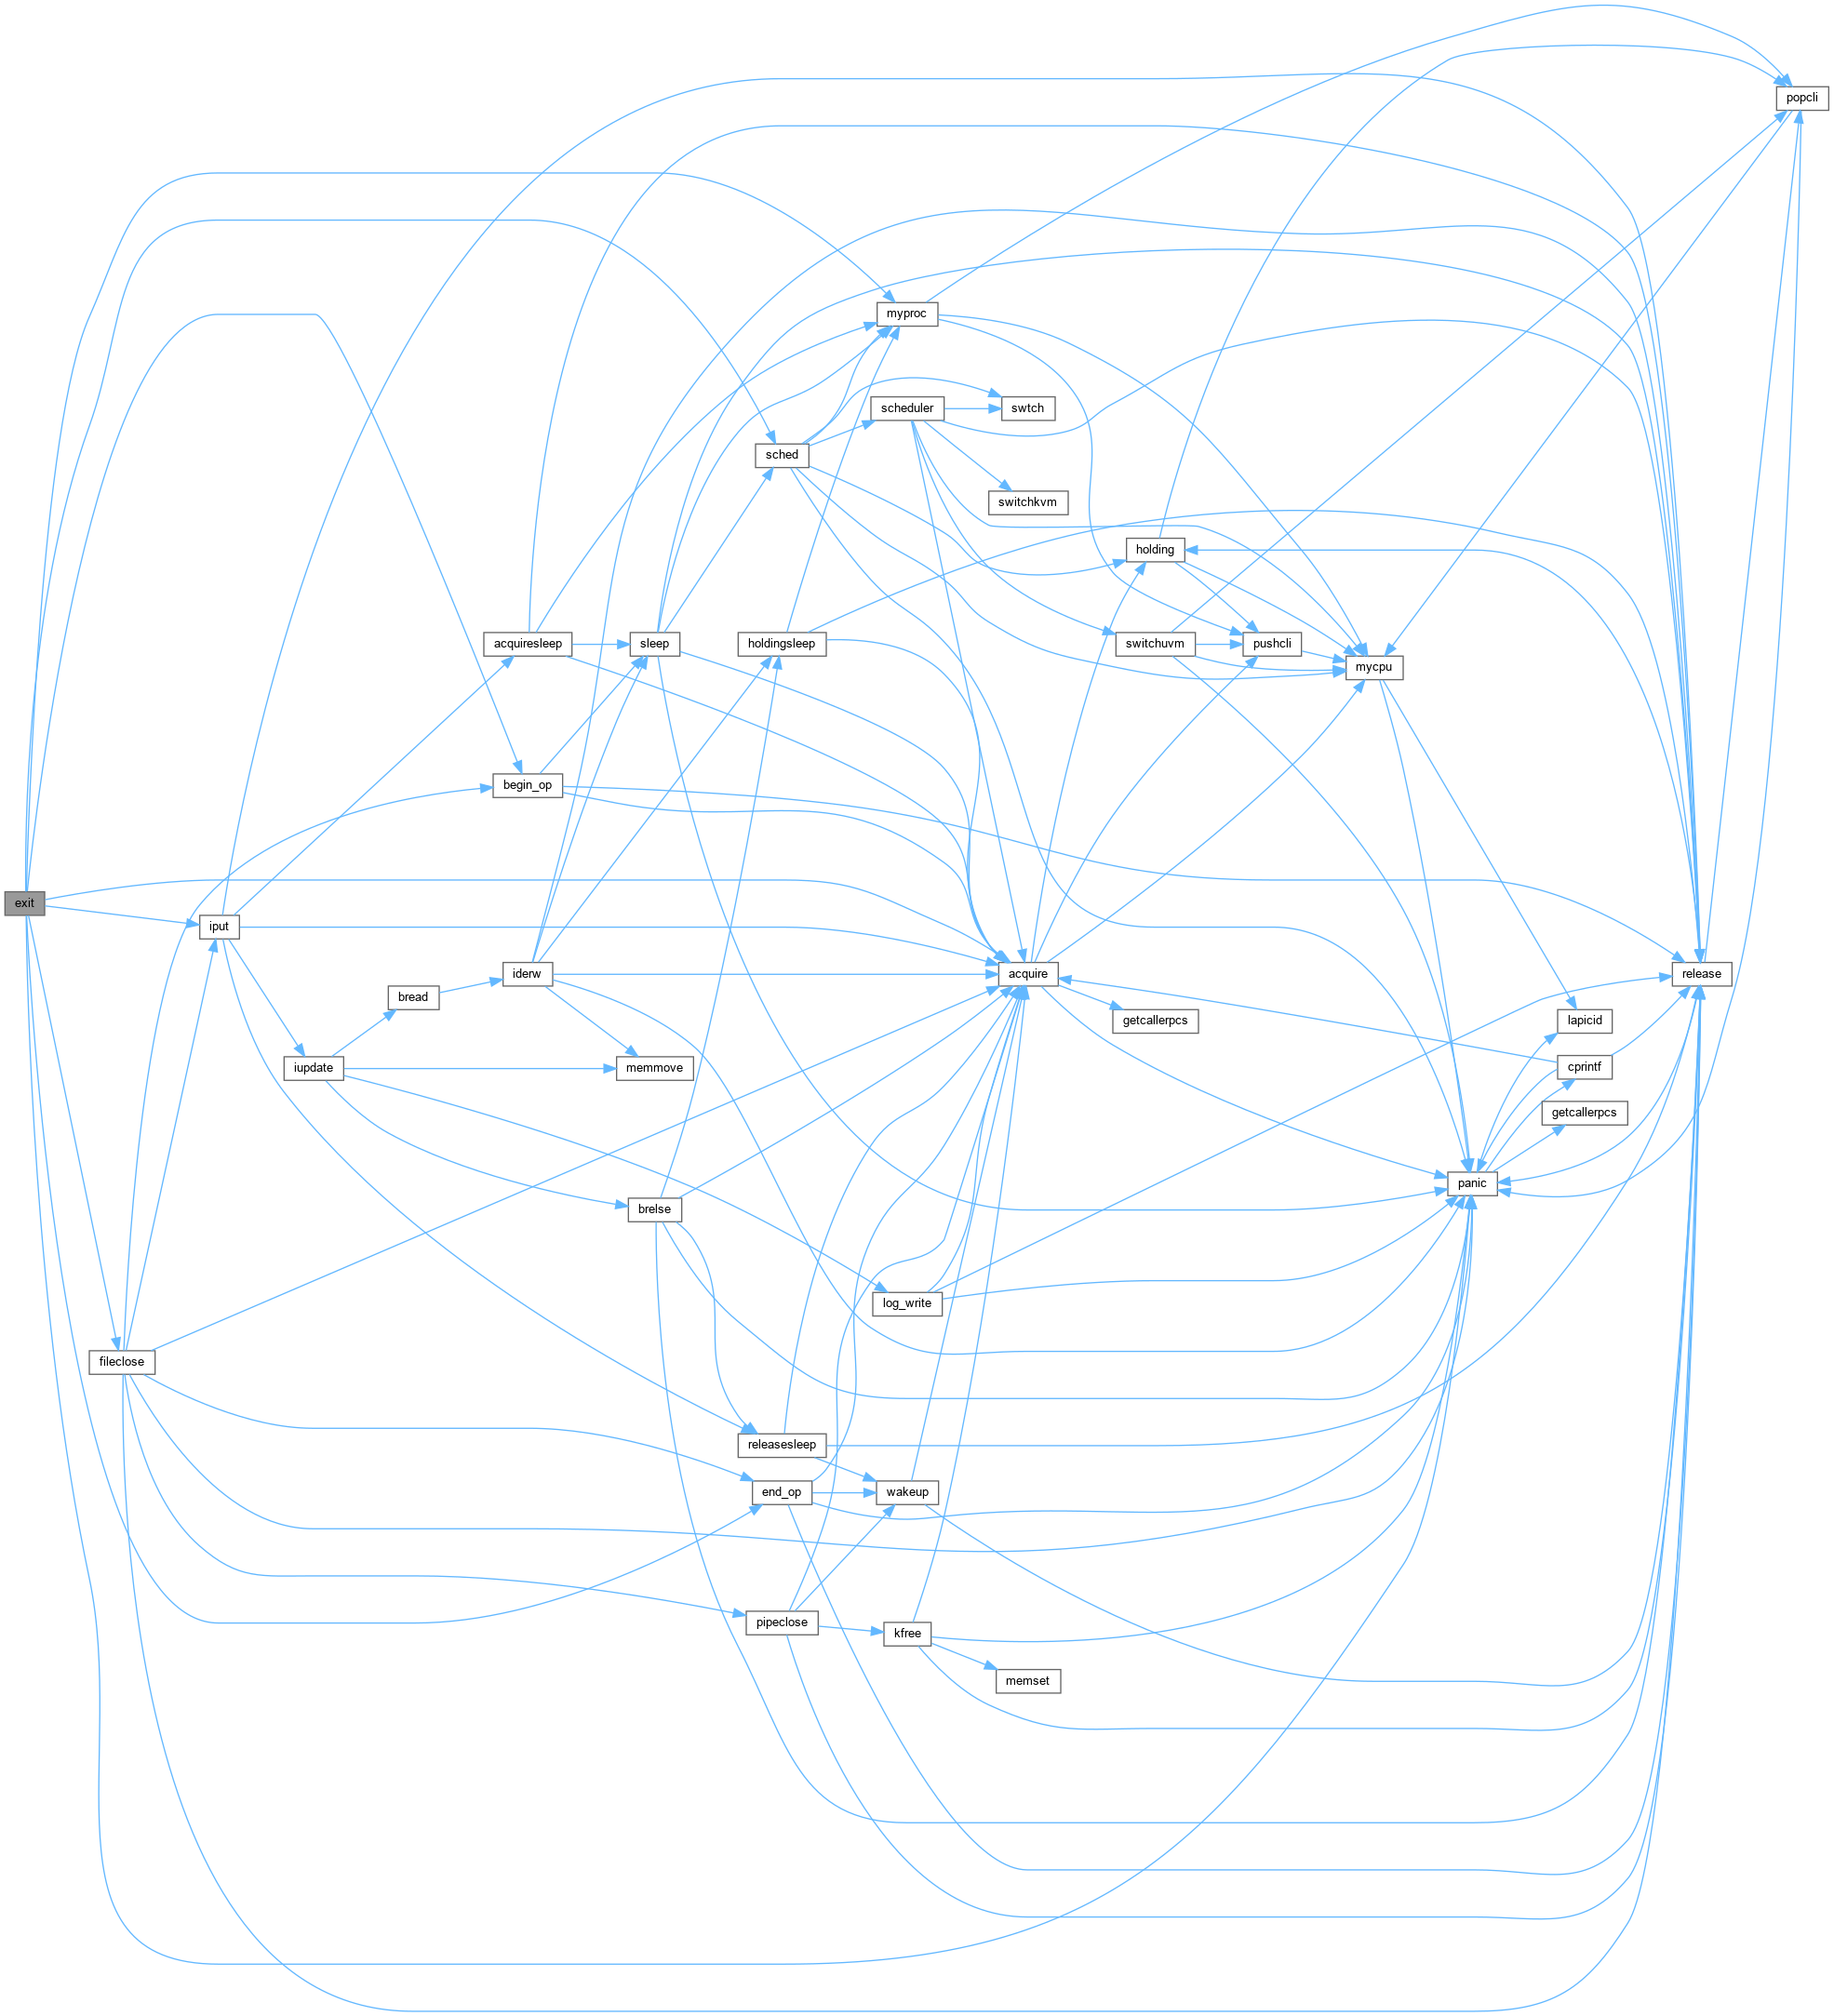 popcli
myproc
scheduler
swtch
sched
switchkvm
holding
acquiresleep
sleep
holdingsleep
switchuvm
pushcli
mycpu
begin_op
exit
iput
iderw
acquire
release
bread
getcallerpcs
lapicid
iupdate
memmove
cprintf
getcallerpcs
panic
brelse
log_write
fileclose
releasesleep
end_op
wakeup
pipeclose
kfree
memset